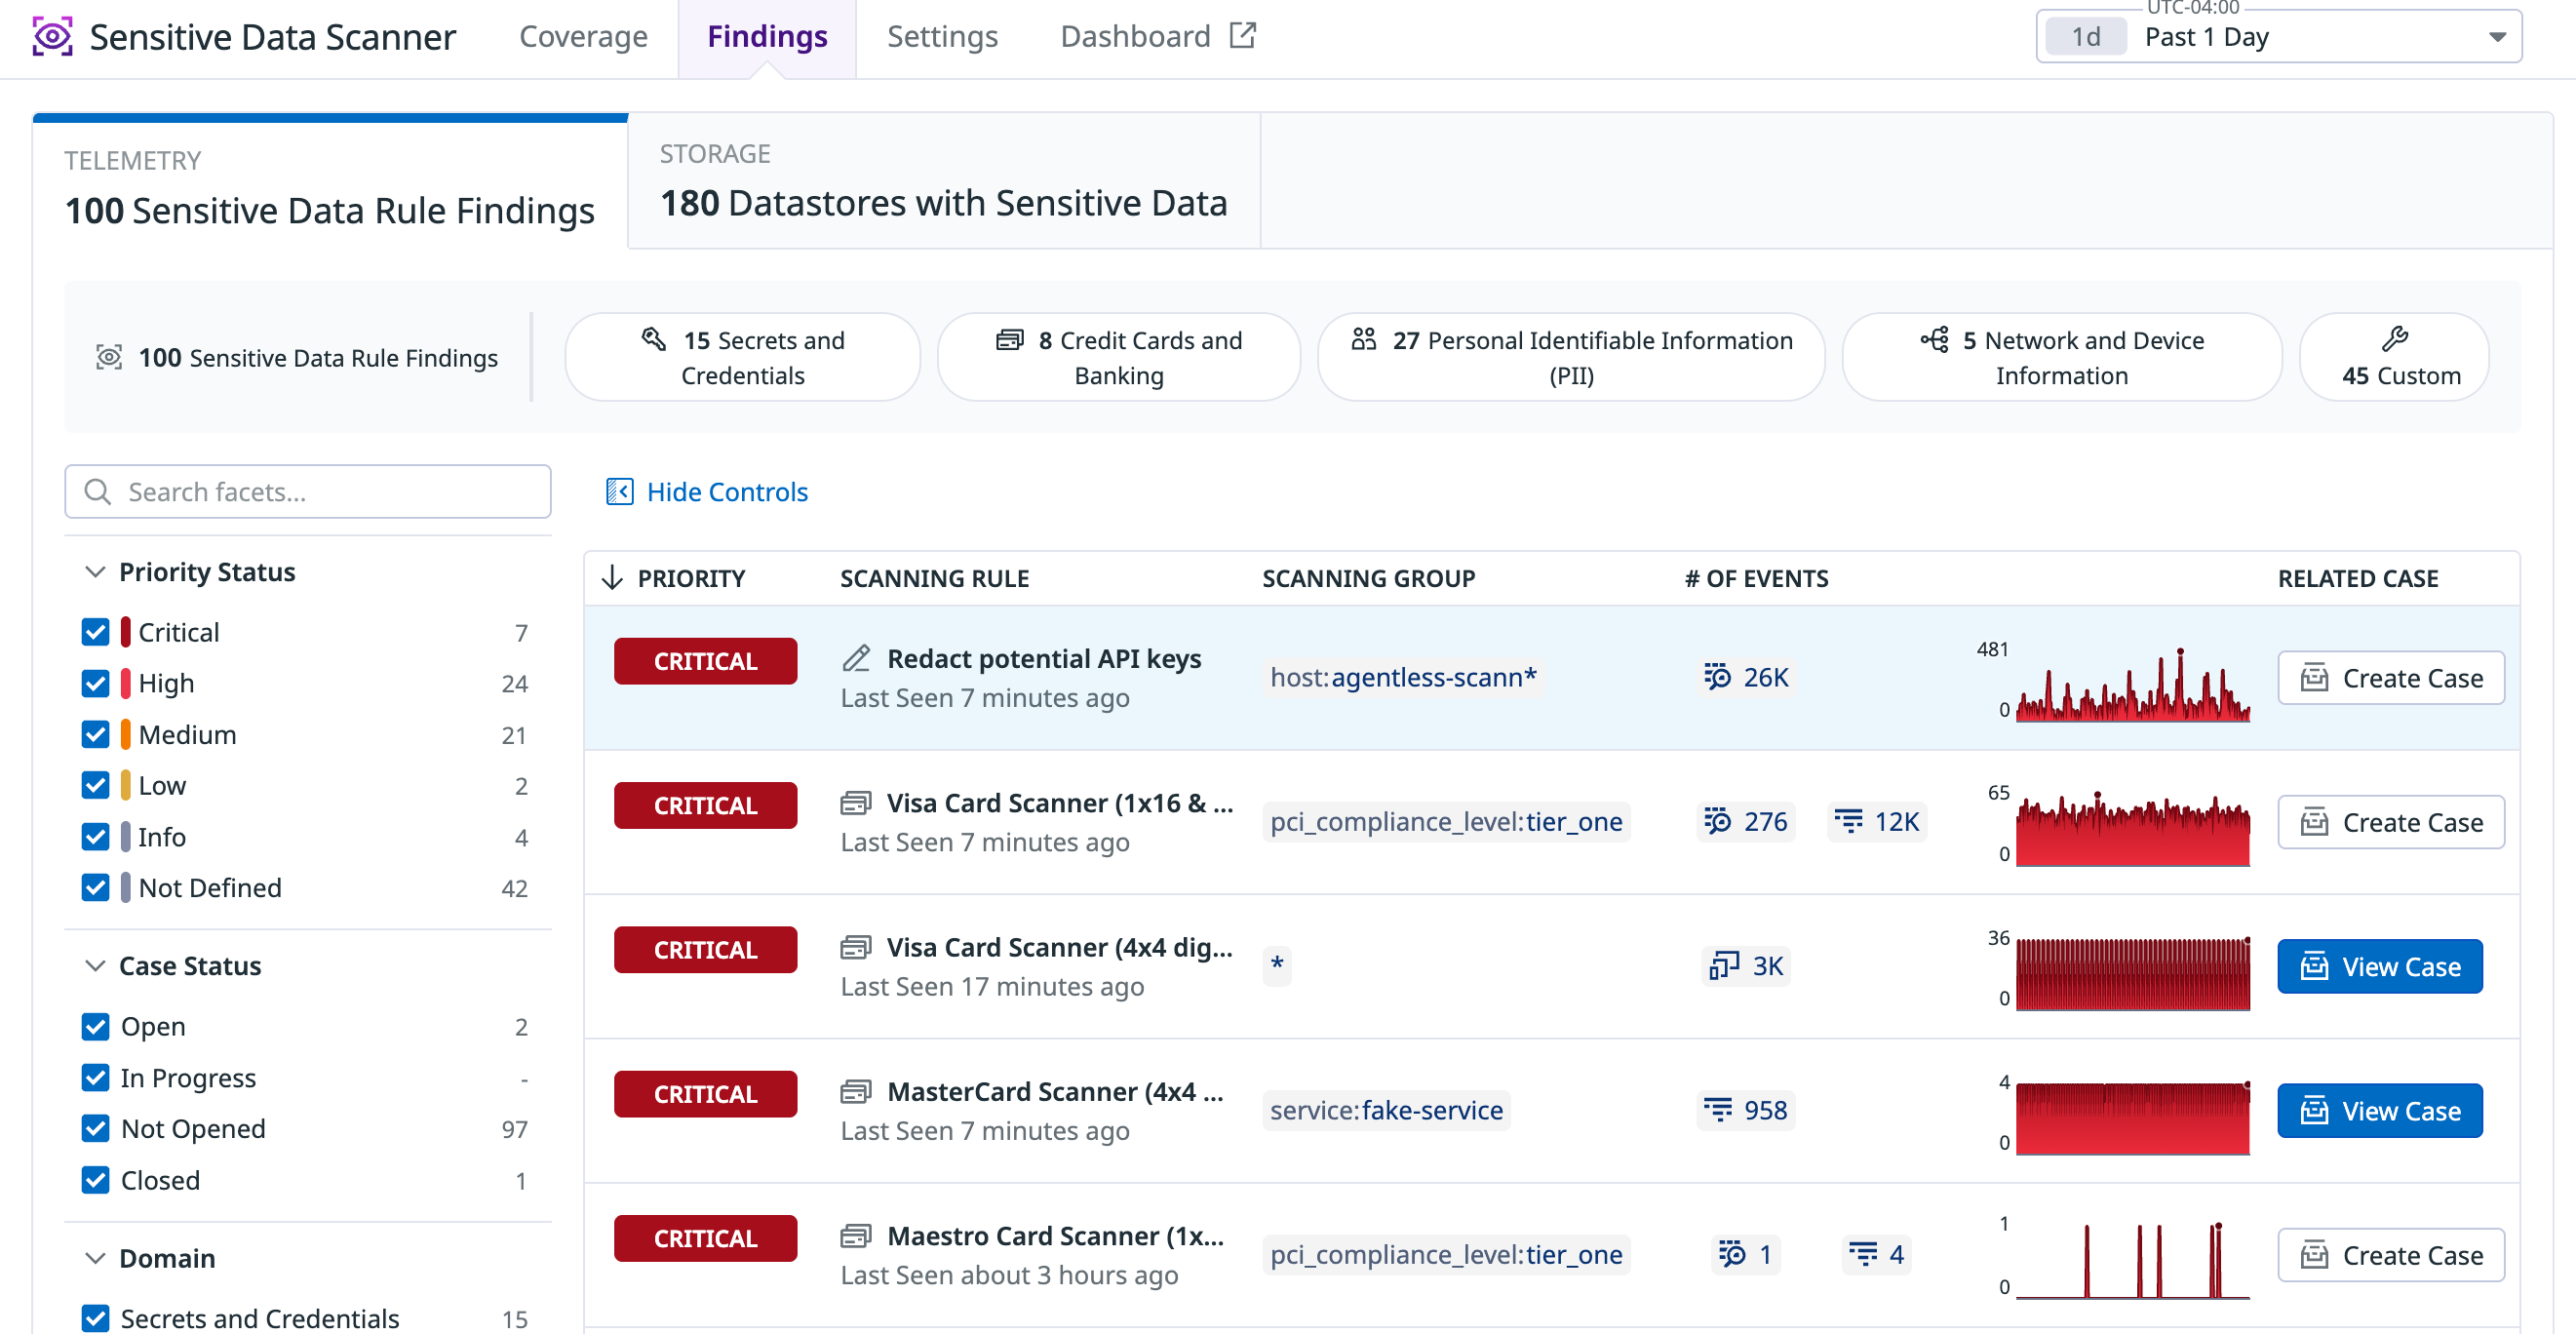 Sensitive Data Scanner
Coverage
Findings
Settings
Dashboard
UTC-04:00
1d Past 1 Day
TELEMETRY
100 Sensitive Data Rule Findings
STORAGE
180 Datastores with Sensitive Data
100 Sensitive Data Rule Findings
15 Secrets and
Credentials
8 Credit Cards and
Banking
27 Personal Identifiable Information
(PII)
5 Network and Device
Information
45 Custom
Search facets...
Hide Controls
Priority Status
Critical 7
High 24
Medium 21
Low 2
Info 4
Not Defined 42
Case Status
Open 2
In Progress -
Not Opened 97
Closed 1
Domain
Secrets and Credentials 15
PRIORITY SCANNING RULE SCANNING GROUP # OF EVENTS RELATED CASE
CRITICAL
Redact potential API keys
Last Seen 7 minutes ago
host:agentless-scann*
26K
481
0
Create Case
CRITICAL
Visa Card Scanner (1x16 & ...
Last Seen 7 minutes ago
pci_compliance_level:tier_one
276 12K
65
0
Create Case
CRITICAL
Visa Card Scanner (4x4 dig...
Last Seen 17 minutes ago
*
3K
36
0
View Case
CRITICAL
MasterCard Scanner (4x4 ...
Last Seen 7 minutes ago
service:fake-service
958
4
0
View Case
CRITICAL
Maestro Card Scanner (1x...
Last Seen about 3 hours ago
pci_compliance_level:tier_one
1 4
1
0
Create Case